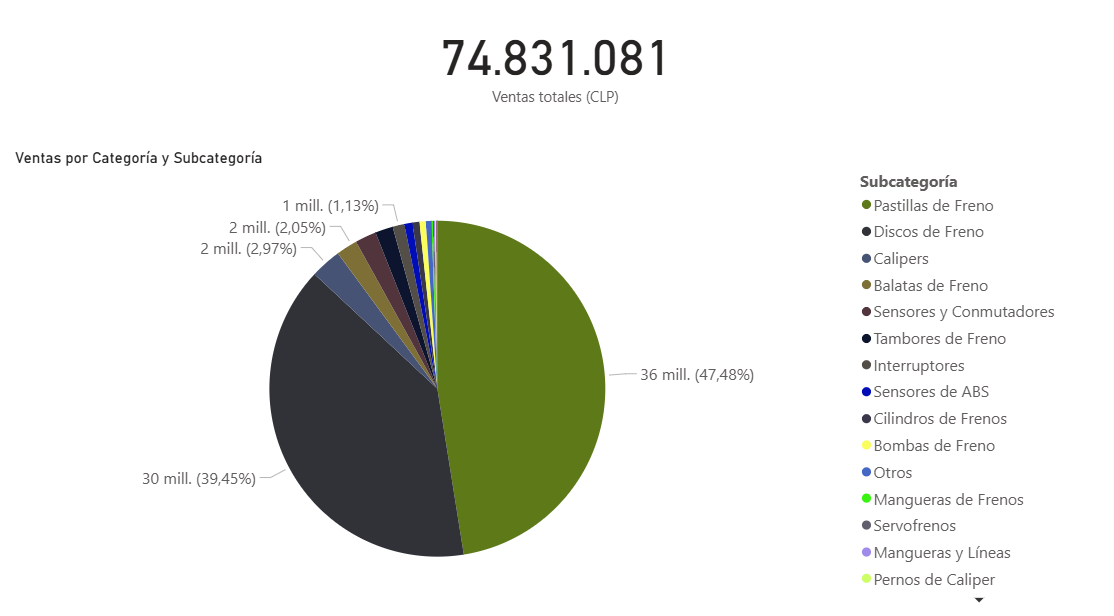 74.831.081
Ventas totales (CLP)
Ventas por Categoría y Subcategoría
1 mill. (1,13%)
2 mill. (2,05%)
2 mill. (2,97%)
36 mill. (47,48%)
30 mill. (39,45%)
Subcategoría
Pastillas de Freno
Discos de Freno
Calipers
Balatas de Freno
Sensores y Conmutadores
Tambores de Freno
Interruptores
Sensores de ABS
Cilindros de Frenos
Bombas de Freno
Otros
Mangueras de Frenos
Servofrenos
Mangueras y Líneas
Pernos de Caliper